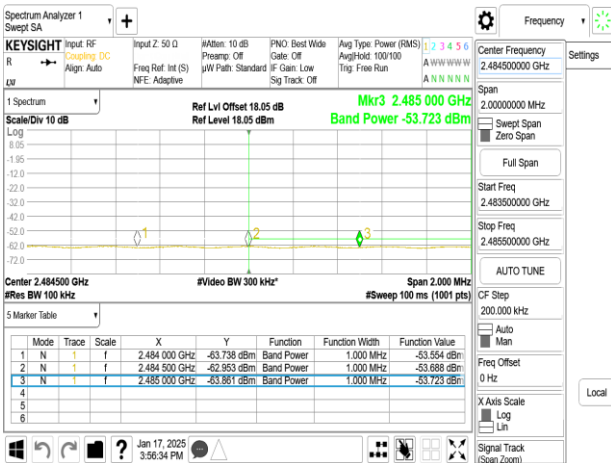 Spectrum Analyzer 1
Swept SA
KEYSIGHT
Input: RF
Coupling: DC
Align: Auto
Input Z: 50 Ω
Freq Ref: Int (S)
NFE: Adaptive
#Atten: 10 dB
Preamp: Off
µW Path: Standard
PNO: Best Wide
Gate: Off
IF Gain: Low
Sig Track: Off
Avg Type: Power (RMS)
Avg|Hold: 100/100
Trig: Free Run
1 2 3 4 5 6
A W W W W W
A N N N N N
R
1 Spectrum
Scale/Div 10 dB
Ref Lvl Offset 18.05 dB
Ref Level 18.05 dBm
Mkr3 2.485 000 GHz
Band Power -53.723 dBm
Log
8.05
-1.95
-12.0
-22.0
-32.0
-42.0
-52.0
-62.0
-72.0
1
2
3
Center 2.484500 GHz
#Video BW 300 kHz*
Span 2.000 MHz
#Res BW 100 kHz
#Sweep 100 ms (1001 pts)
5 Marker Table
Mode Trace Scale X Y Function Function Width Function Value
1 N 1 f 2.484 000 GHz -63.738 dBm Band Power 1.000 MHz -53.554 dBm
2 N 1 f 2.484 500 GHz -62.953 dBm Band Power 1.000 MHz -53.688 dBm
3 N 1 f 2.485 000 GHz -63.861 dBm Band Power 1.000 MHz -53.723 dBm
4
5
6
Jan 17, 2025
3:56:34 PM
Frequency
Settings
Center Frequency
2.484500000 GHz
Span
2.00000000 MHz
Swept Span
Zero Span
Full Span
Start Freq
2.483500000 GHz
Stop Freq
2.485500000 GHz
AUTO TUNE
CF Step
200.000 kHz
Auto
Man
Freq Offset
0 Hz
X Axis Scale
Log
Lin
Signal Track
(Span Zoom)
Local